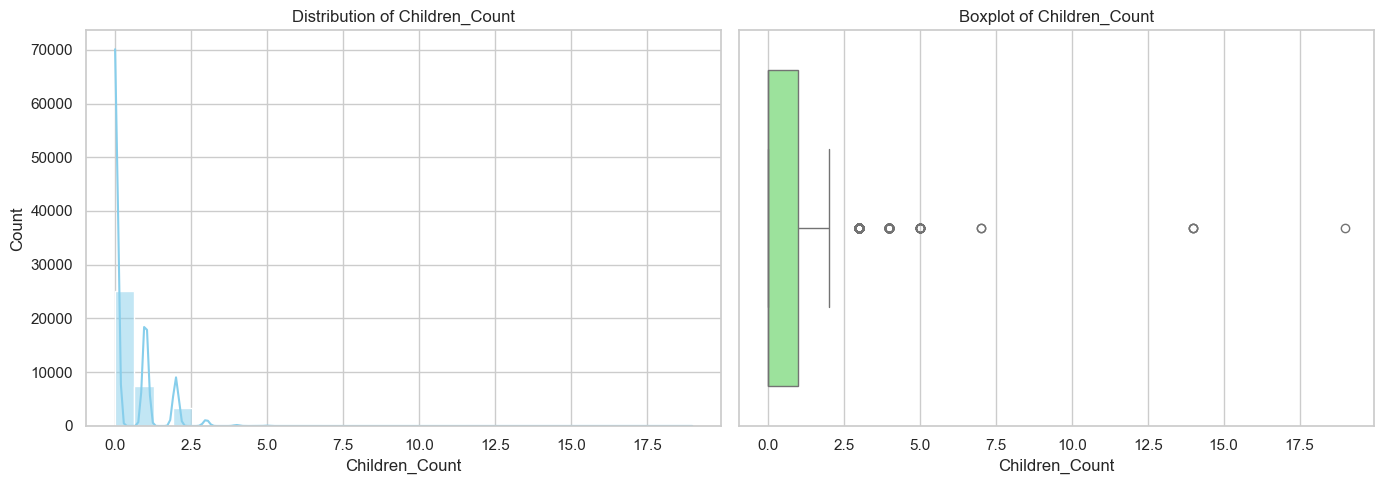 Distribution of Children_Count
70000
60000
50000
40000
30000
20000
10000
0
Count
0.0 2.5 5.0 7.5 10.0 12.5 15.0 17.5
Children_Count
Boxplot of Children_Count
0.0 2.5 5.0 7.5 10.0 12.5 15.0 17.5
Children_Count